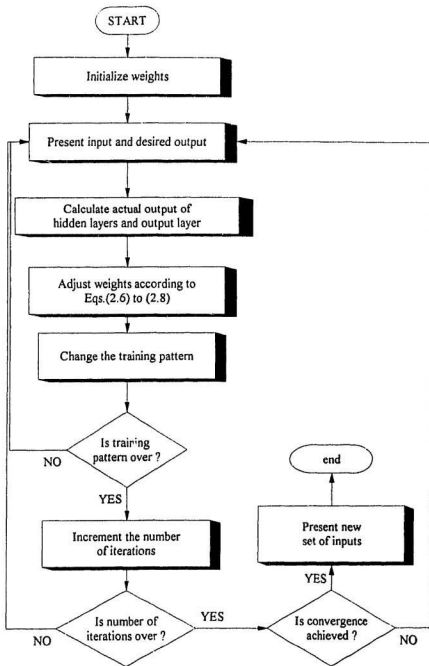 START
Initialize weights
Present input and desired output
Calculate actual output of
hidden layers and output layer
Adjust weights according to
Eqs.(2.6) to (2.8)
Change the training pattern
Is training
pattern over ?
NO
YES
Increment the number
of iterations
Is number of
iterations over ?
NO
YES
Is convergence
achieved ?
NO
YES
Present new
set of inputs
end